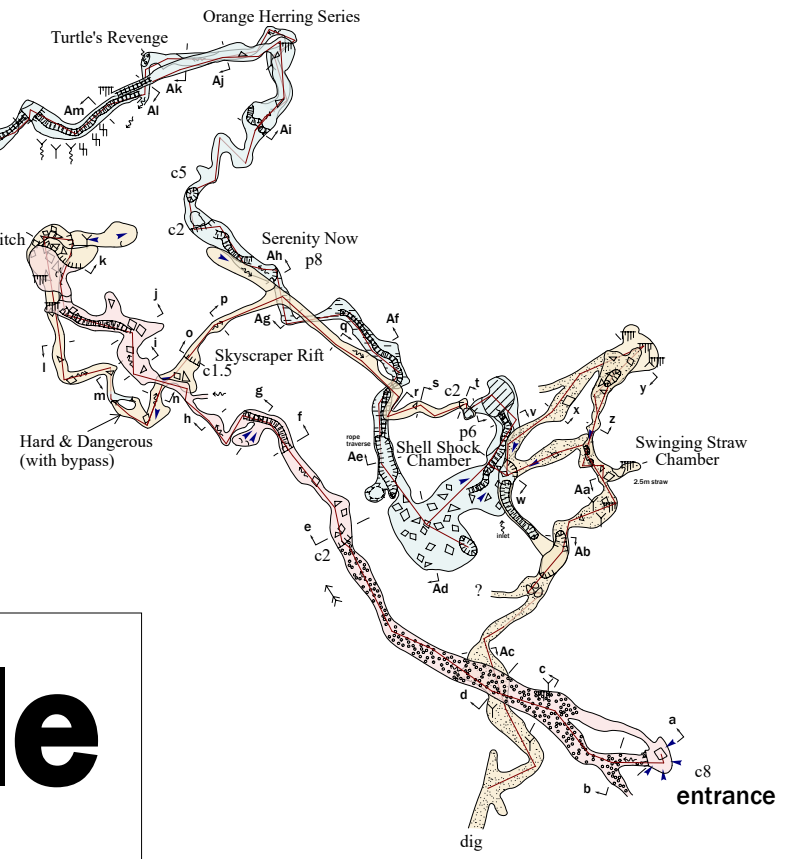 Orange Herring Series
Turtle's Revenge
Ak
Aj
Am
Al
Ai
c5
c2
Serenity Now
p8
itch
k
Ah
j
p
Ag
q
Af
o
i
Skyscraper Rift
c1.5
l
m
n
h
g
f
r
s
c2
t
p6
v
x
y
z
Hard & Dangerous
(with bypass)
rope
traverse
Ae
Shell Shock
Chamber
Swinging Straw
Chamber
2.5m straw
w
Aa
inlet
e
c2
Ab
Ad
?
Ac
d
c
a
b
c8
entrance
de
dig